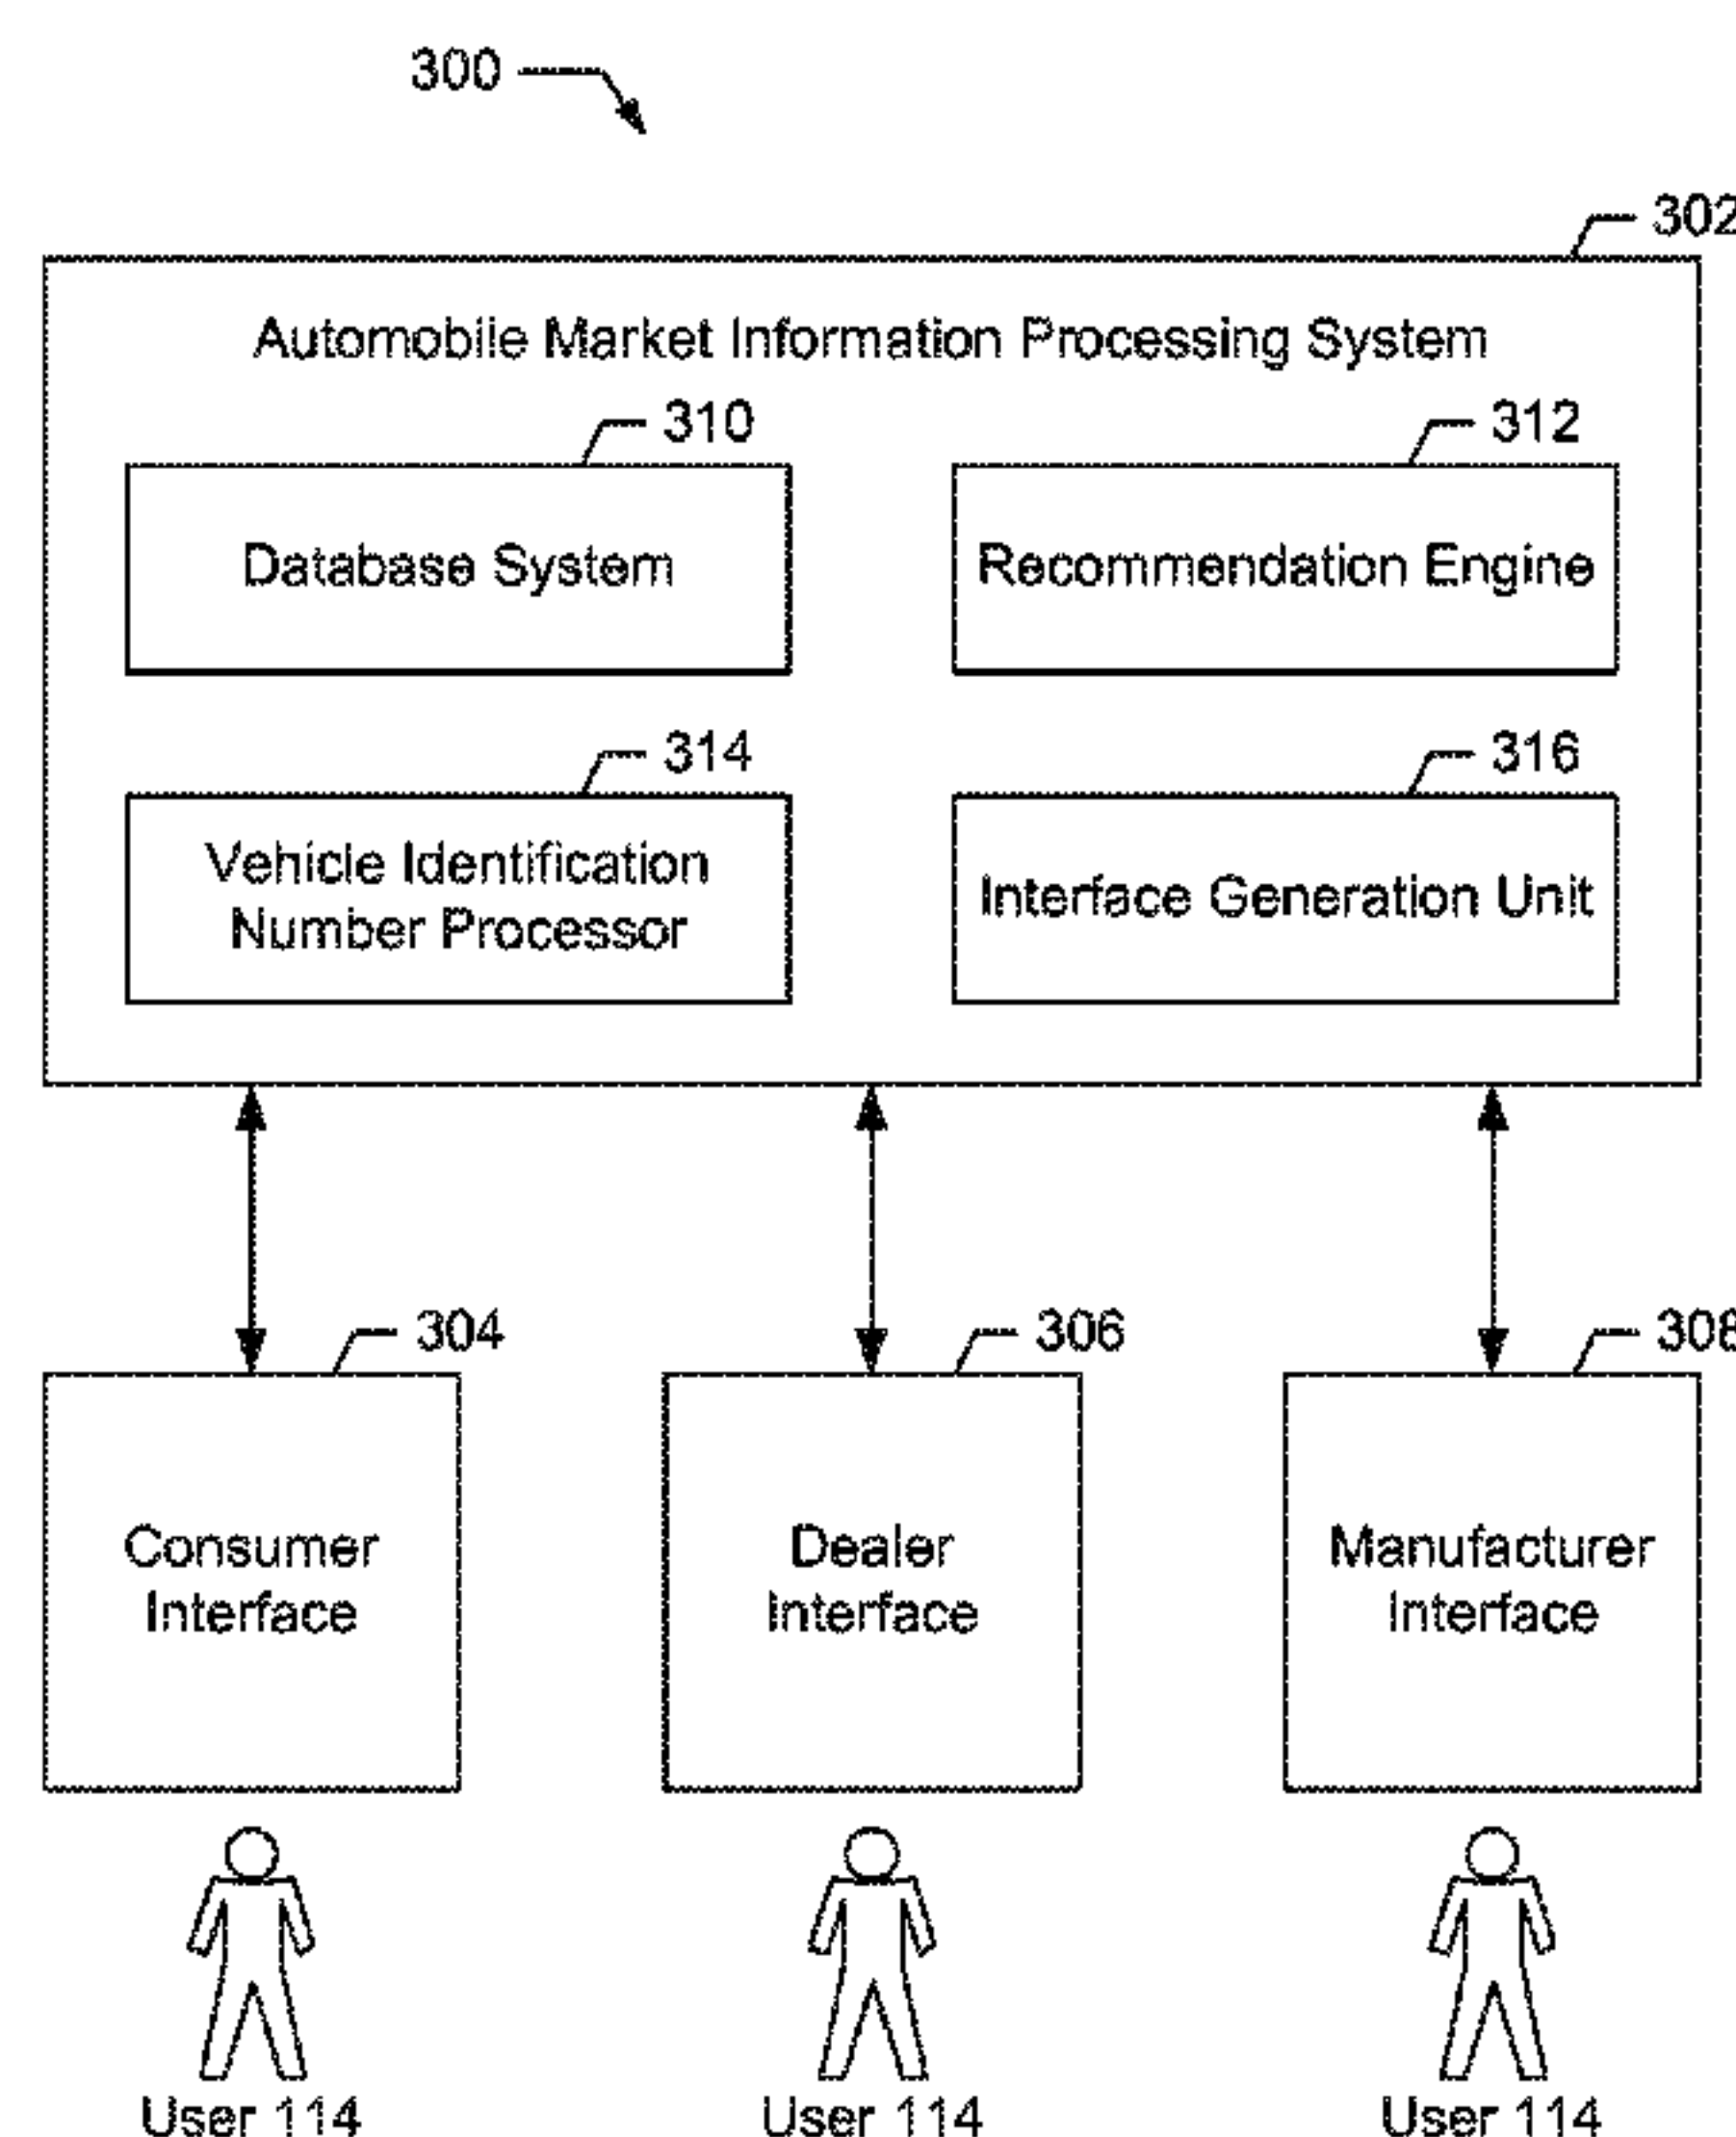 300
302
Automobile Market Information Processing System
310
312
Database System
Recommendation Engine
314
316
Vehicle Identification
Number Processor
Interface Generation Unit
304
306
308
Consumer
Interface
Dealer
Interface
Manufacturer
Interface
User 114
User 114
User 114